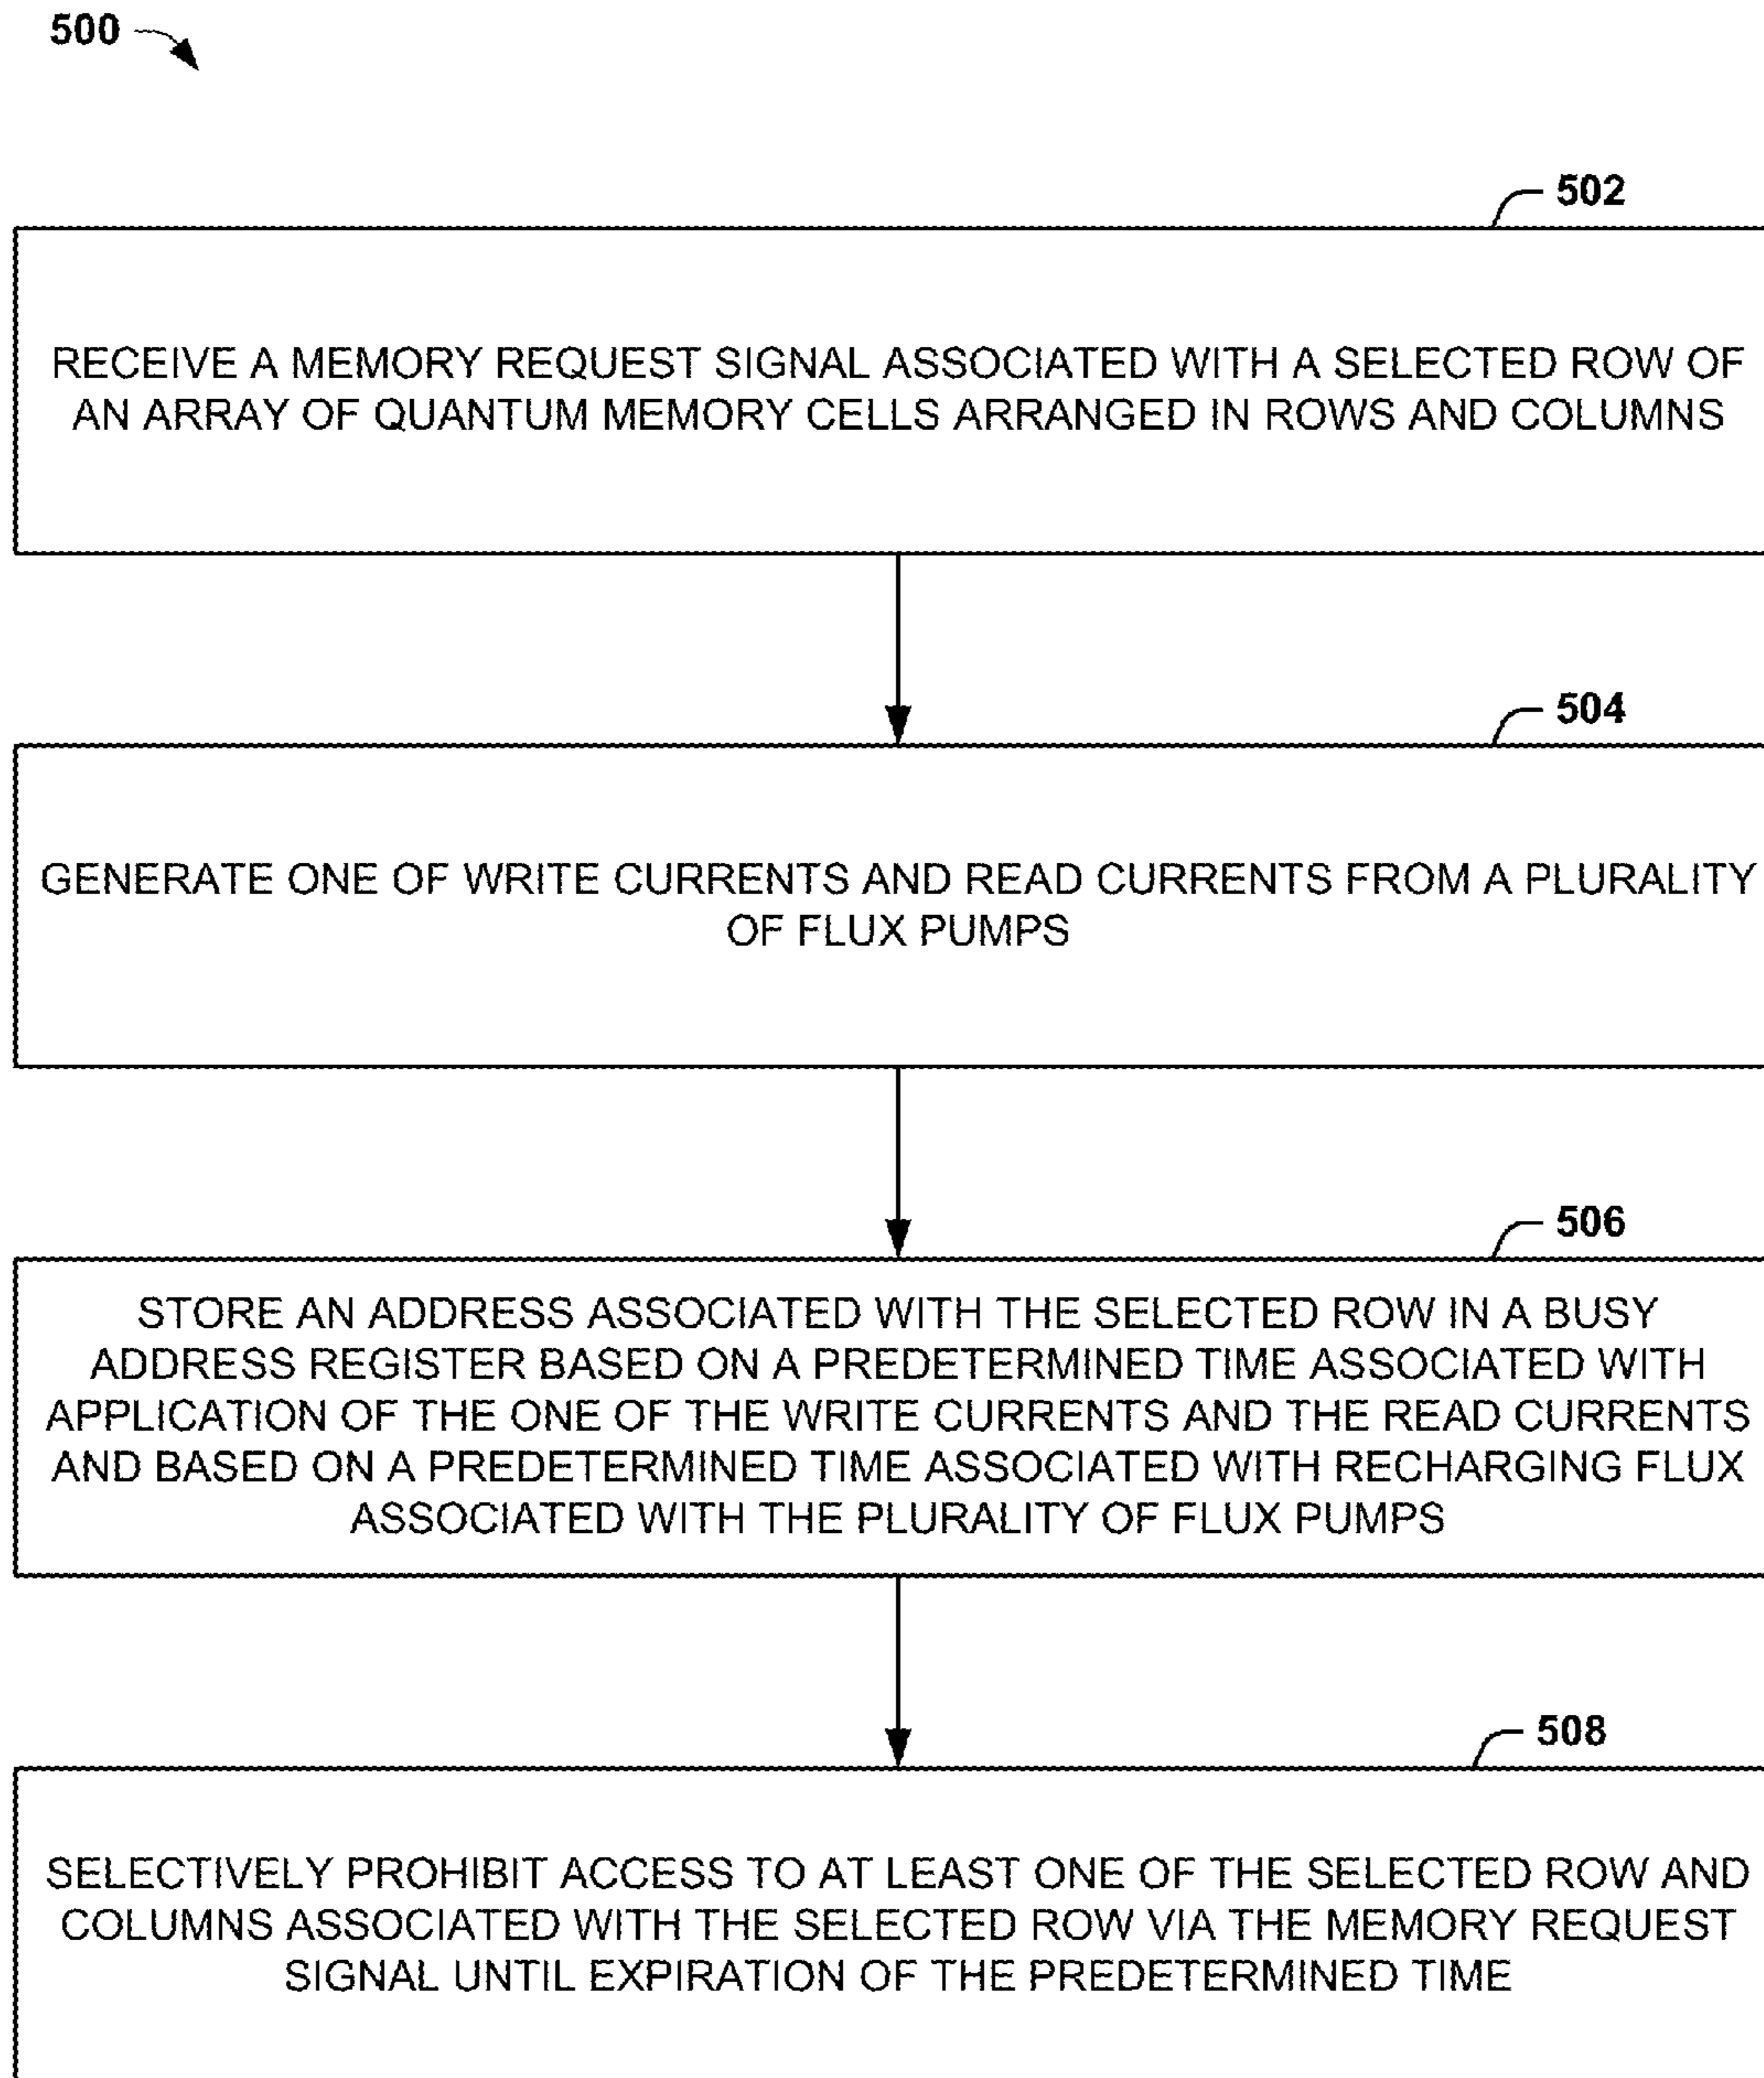 500
502
RECEIVE A MEMORY REQUEST SIGNAL ASSOCIATED WITH A SELECTED ROW OF
AN ARRAY OF QUANTUM MEMORY CELLS ARRANGED IN ROWS AND COLUMNS
504
GENERATE ONE OF WRITE CURRENTS AND READ CURRENTS FROM A PLURALITY
OF FLUX PUMPS
506
STORE AN ADDRESS ASSOCIATED WITH THE SELECTED ROW IN A BUSY
ADDRESS REGISTER BASED ON A PREDETERMINED TIME ASSOCIATED WITH
APPLICATION OF THE ONE OF THE WRITE CURRENTS AND THE READ CURRENTS
AND BASED ON A PREDETERMINED TIME ASSOCIATED WITH RECHARGING FLUX
ASSOCIATED WITH THE PLURALITY OF FLUX PUMPS
508
SELECTIVELY PROHIBIT ACCESS TO AT LEAST ONE OF THE SELECTED ROW AND
COLUMNS ASSOCIATED WITH THE SELECTED ROW VIA THE MEMORY REQUEST
SIGNAL UNTIL EXPIRATION OF THE PREDETERMINED TIME